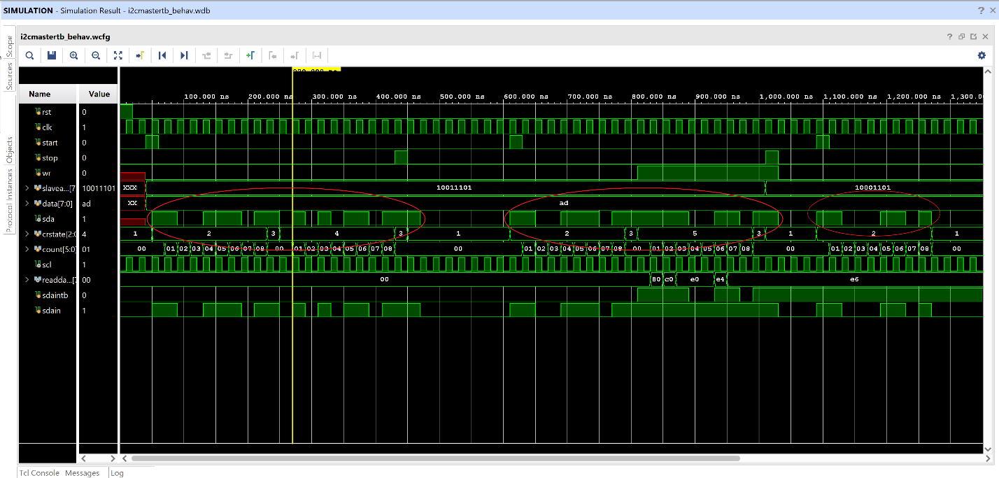 SIMULATION - Simulation Result - i2cmastertb_behav.wdb
i2cmastertb_behav.wcfg
Scope
Sources
Objects
Protocol Instances
Name Value
100.000 ns 200.000 ns 300.000 ns 400.000 ns 500.000 ns 600.000 ns 700.000 ns 800.000 ns 900.000 ns 1,000.000 ns 1,100.000 ns 1,200.000 ns 1,300.0
rst 0
clk 1
start 0
stop 0
wr 0
slavea...[7 10011101 XXX 10011101 10001101
data[7:0] ad XX ad
sda 1
crstate[2:0 4 1 2 3 4 3 1 2 3 5 3 1 2 1
count[5:0] 01 00 01 02 03 04 05 06 07 08 00 01 02 03 04 05 06 07 08 00 01 02 03 04 05 06 07 08 00 01 02 03 04 05 06 07 08 00 01 02 03 04 05 06 07 08 00
scl 1
readda...[7 00 00 80 c0 e0 e4 e6
sdaintb 0
sdain 1
Tcl Console Messages Log